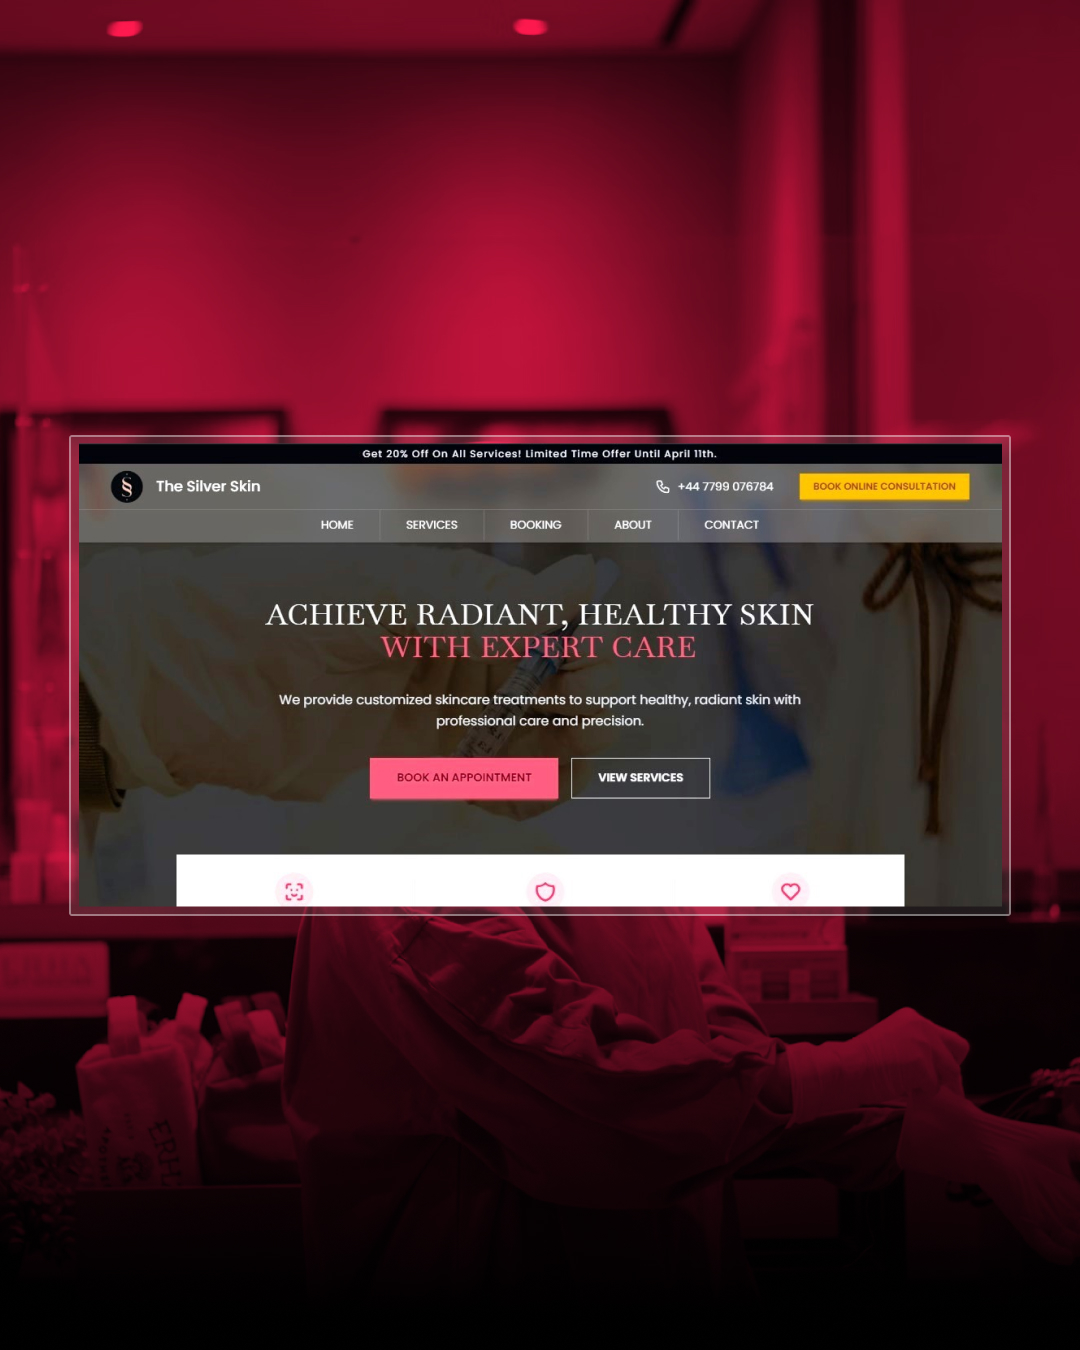 Get 20% Off On All Services! Limited Time Offer Until April 11th.
The Silver Skin
+44 7799 076784
BOOK ONLINE CONSULTATION
HOME
SERVICES
BOOKING
ABOUT
CONTACT
ACHIEVE RADIANT, HEALTHY SKIN
WITH EXPERT CARE
We provide customized skincare treatments to support healthy, radiant skin with
professional care and precision.
BOOK AN APPOINTMENT
VIEW SERVICES